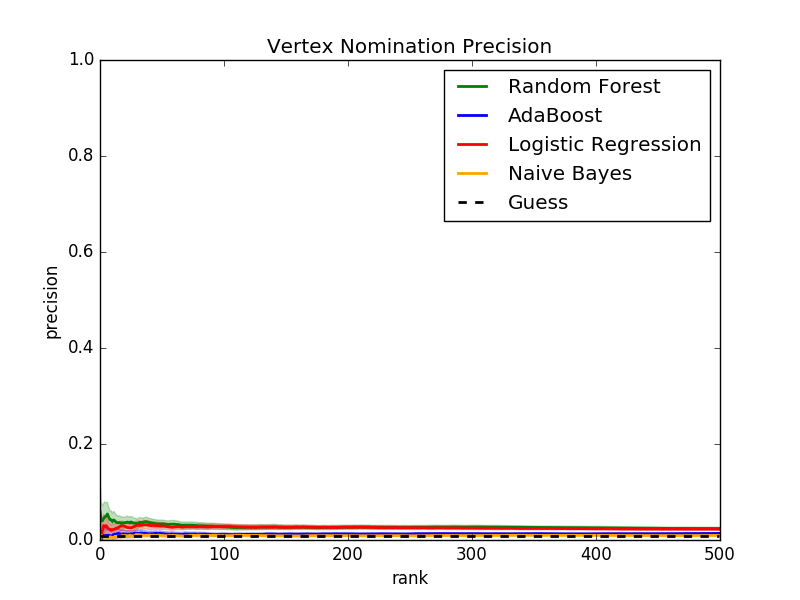 Vertex Nomination Precision
1.0
0.8
0.6
0.4
0.2
0.0
precision
Random Forest
AdaBoost
Logistic Regression
Naive Bayes
Guess
0 100 200 300 400 500
rank